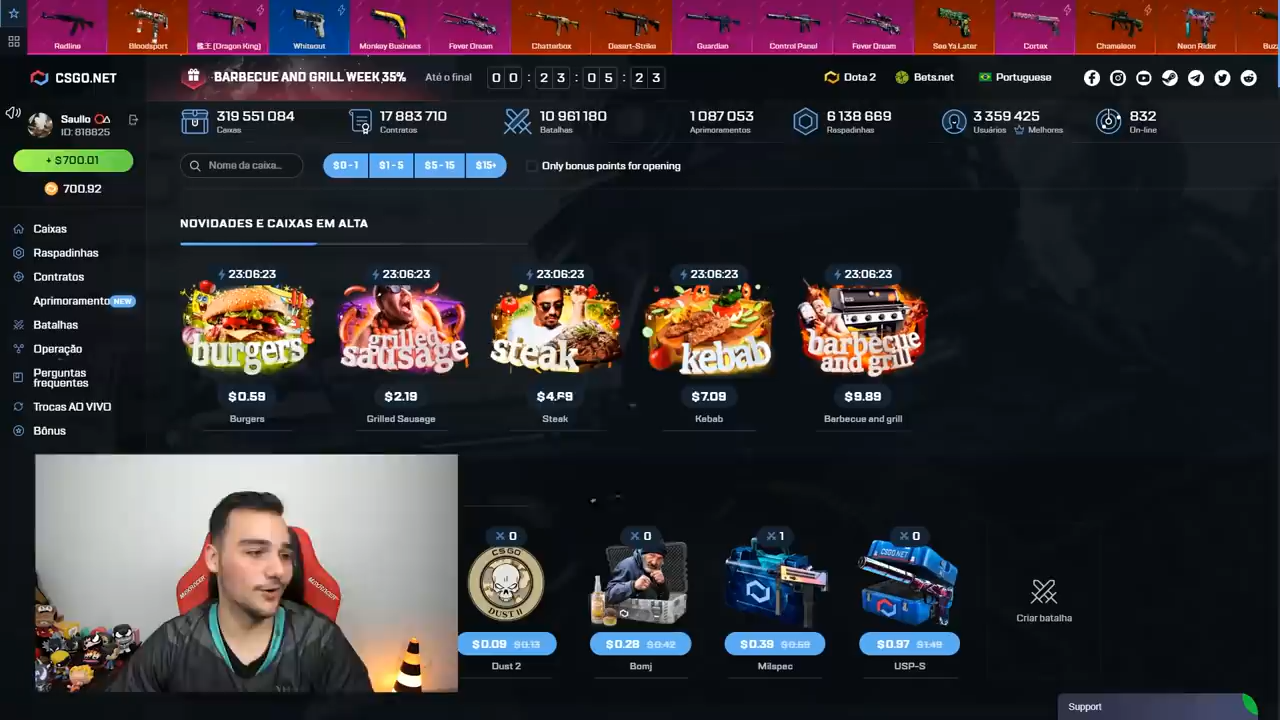 Redline
Bloodsport
龍王 (Dragon King)
Whiteout
Monkey Business
Fever Dream
Chatterbox
Desert-Strike
Guardian
Control Panel
Fever Dream
See Ya Later
Cortex
Chameleon
Neon Rider
CSGO.NET
BARBECUE AND GRILL WEEK 35%
Até o final
00:23:05:23
Dota 2
Bets.net
Portuguese
Saullo
ID: 818825
+ $700.01
700.92
319 551 084
Caixas
17 883 710
Contratos
10 961 180
Batalhas
1 087 053
Aprimoramentos
6 138 669
Raspadinhas
3 359 425
Usuários
Melhores
832
On-line
Nome da caixa...
$0 - 1
$1 - 5
$5 - 15
$15+
Only bonus points for opening
Caixas
Raspadinhas
Contratos
Aprimoramento
NEW
Batalhas
Operação
Perguntas
frequentes
Trocas AO VIVO
Bônus
NOVIDADES E CAIXAS EM ALTA
23:06:23
burgers
$0.59
Burgers
23:06:23
grilled
sausage
$2.19
Grilled Sausage
23:06:23
steak
Steak
23:06:23
kebab
$7.09
Kebab
23:06:23
barbecue
and grill
$9.89
Barbecue and grill
0
CSGO
DUST II
$0.09 $0.13
Dust 2
0
$0.28 $0.42
Bomj
1
$0.39 $0.59
Milspec
0
CSGO.NET
$0.97 $1.49
USP-S
Criar batalha
Support